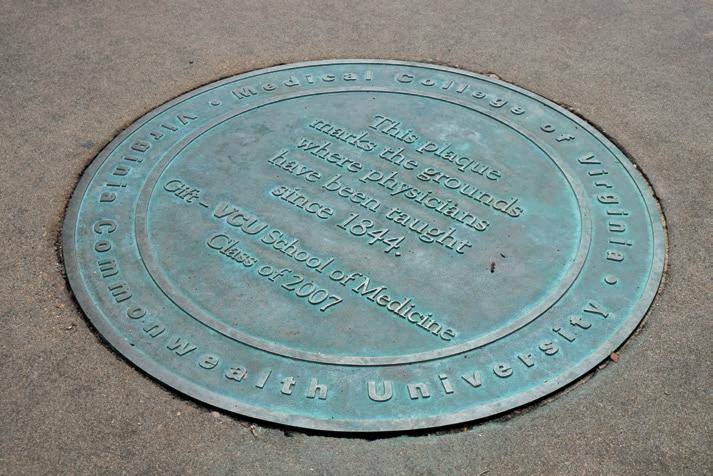 Medical College of Virginia
Virginia Commonwealth University
This plaque
marks the grounds
where physicians
have been taught
since 1844.
Gift - VCU School of Medicine
Class of 2007